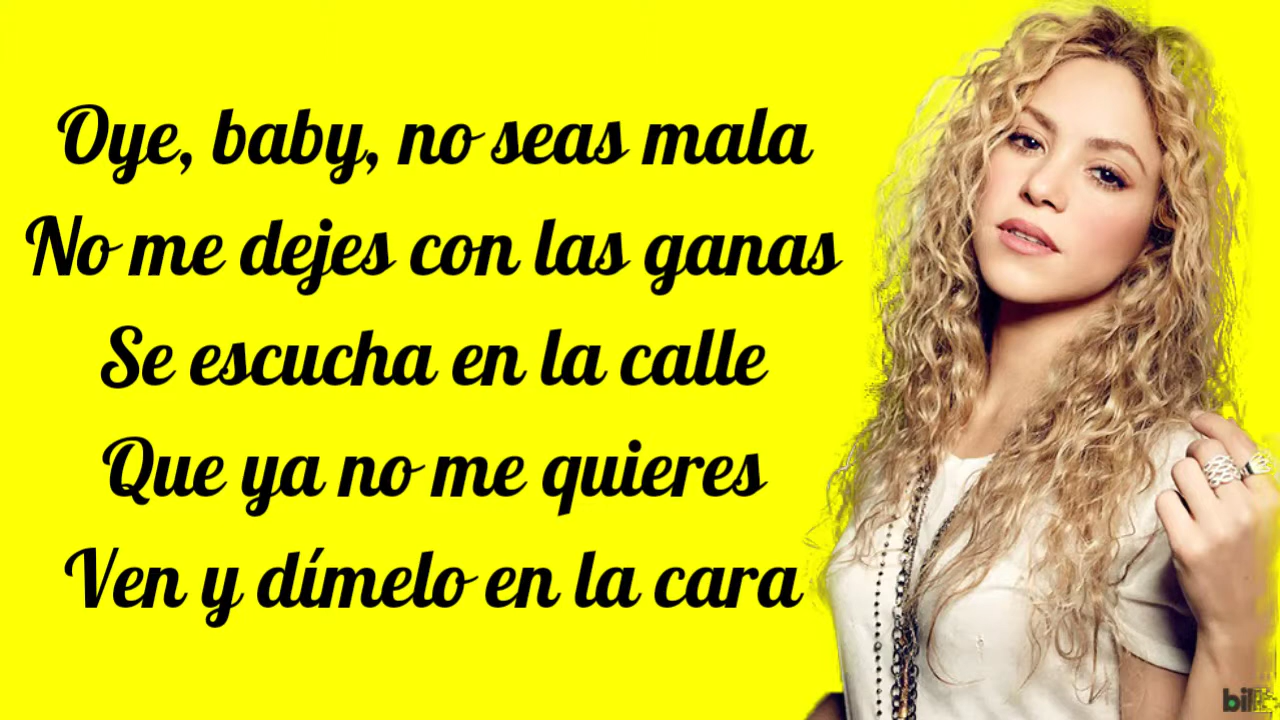 Oye, baby, no seas mala
No me dejes con las ganas
Se escucha en la calle
Que ya no me quieres
Ven y dímelo en la cara